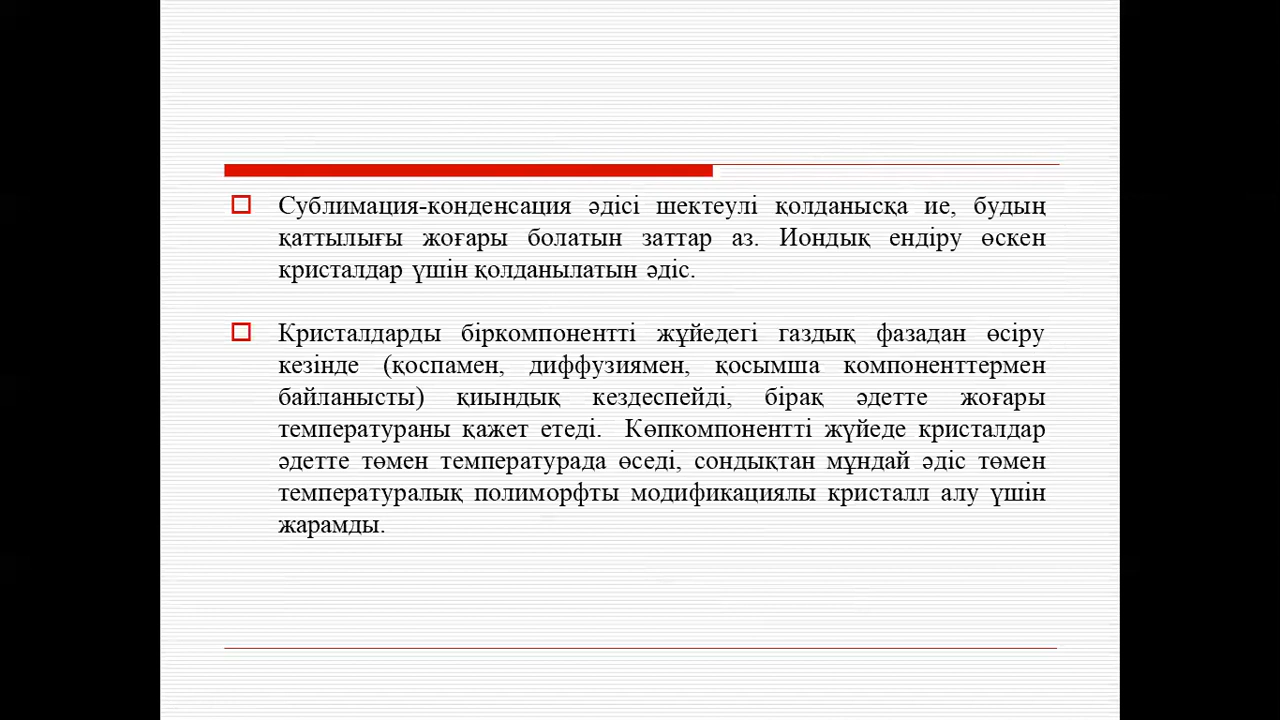 Сублимация-конденсация әдісі шектеулі қолданысқа ие, будың
қаттылығы жоғары болатын заттар аз. Иондық ендіру өскен
кристалдар үшін қолданылатын әдіс.
Кристалдарды біркомпонентті жүйедегі газдық фазадан өсіру
кезінде (қоспамен, диффузиямен, қосымша компоненттермен
байланысты) қиындық кездеспейді, бірақ әдетте жоғары
температураны қажет етеді. Көпкомпонентті жүйеде кристалдар
әдетте төмен температурада өседі, сондықтан мұндай әдіс төмен
температуралық полиморфты модификациялы кристалл алу үшін
жарамды.